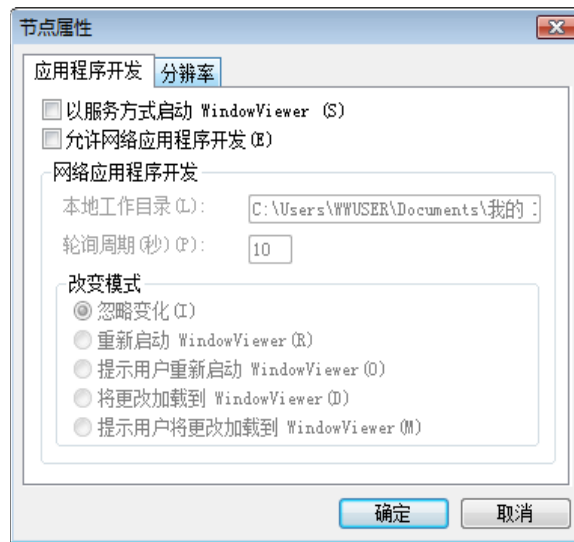 节点属性
应用程序开发 分辨率
以服务方式启动 WindowViewer (S)
允许网络应用程序开发(E)
网络应用程序开发
本地工作目录(L): C:\Users\WWUSER\Documents\我的
轮询周期(秒)(P): 10
改变模式
忽略变化(I)
重新启动 WindowViewer(R)
提示用户重新启动 WindowViewer(O)
将更改加载到 WindowViewer(D)
提示用户将更改加载到 WindowViewer(M)
确定 取消